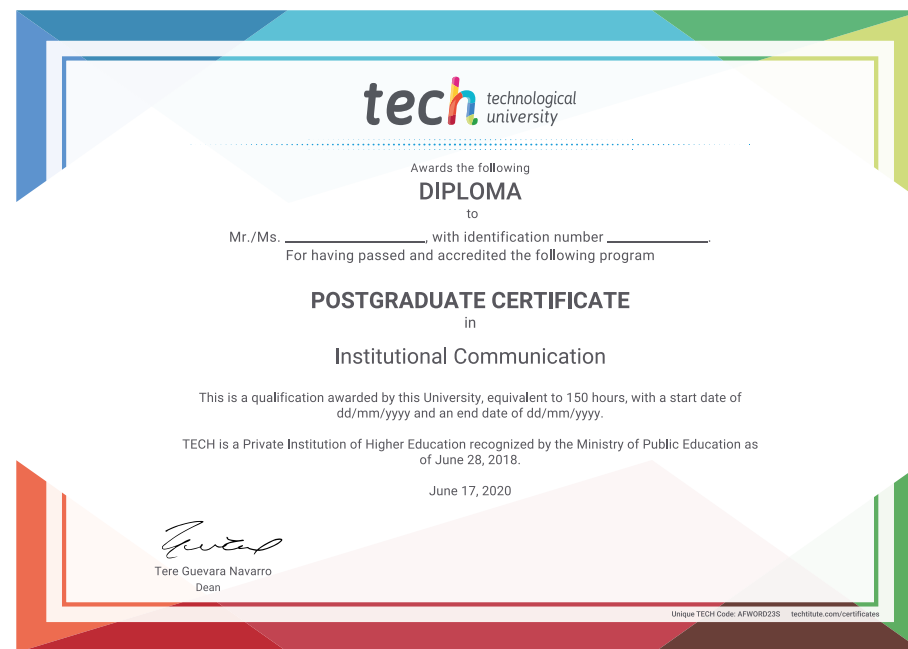 tech technological
university
Awards the following
DIPLOMA
to
Mr./Ms. ____________________, with identification number ______________.
For having passed and accredited the following program
POSTGRADUATE CERTIFICATE
in
Institutional Communication
This is a qualification awarded by this University, equivalent to 150 hours, with a start date of
dd/mm/yyyy and an end date of dd/mm/yyyy.
TECH is a Private Institution of Higher Education recognized by the Ministry of Public Education as
of June 28, 2018.
June 17, 2020
Tere Guevara Navarro
Dean
Unique TECH Code: AFWORD23S techtitute.com/certificates